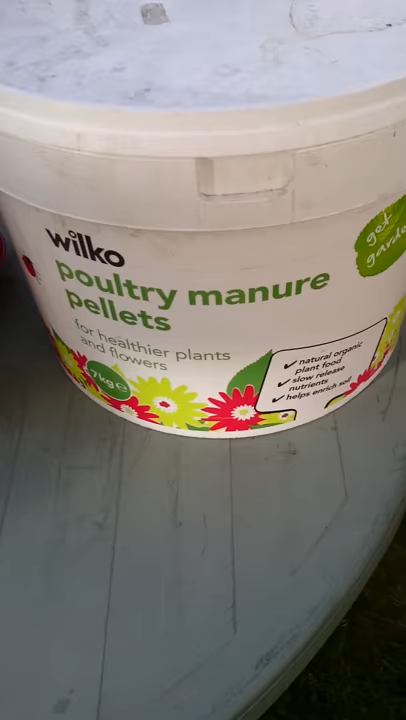 wilko
poultry manure
pellets
for healthier plants
and flowers
7kg e
get
✓ natural organic
plant food
✓ slow release
nutrients
✓ helps enrich soil